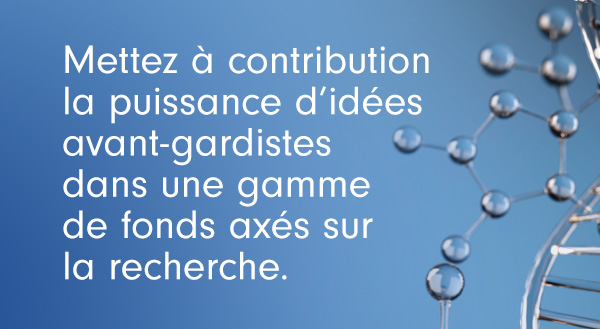 Mettez à contribution
la puissance d’idées
avant-gardistes
dans une gamme
de fonds axés sur
la recherche.